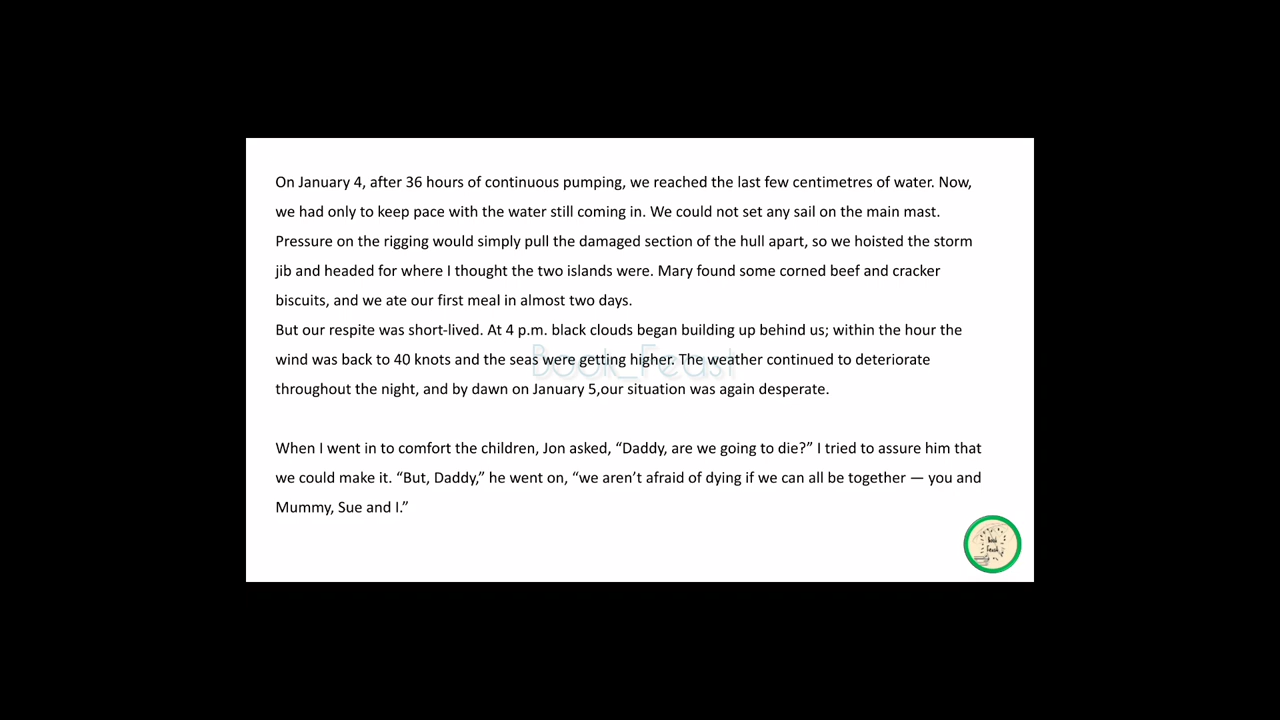 On January 4, after 36 hours of continuous pumping, we reached the last few centimetres of water. Now,
we had only to keep pace with the water still coming in. We could not set any sail on the main mast.
Pressure on the rigging would simply pull the damaged section of the hull apart, so we hoisted the storm
jib and headed for where I thought the two islands were. Mary found some corned beef and cracker
biscuits, and we ate our first meal in almost two days.
But our respite was short-lived. At 4 p.m. black clouds began building up behind us; within the hour the
wind was back to 40 knots and the seas were getting higher. The weather continued to deteriorate
Book_Feast
throughout the night, and by dawn on January 5,our situation was again desperate.
When I went in to comfort the children, Jon asked, “Daddy, are we going to die?” I tried to assure him that
we could make it. “But, Daddy,” he went on, “we aren’t afraid of dying if we can all be together — you and
Mummy, Sue and I.”